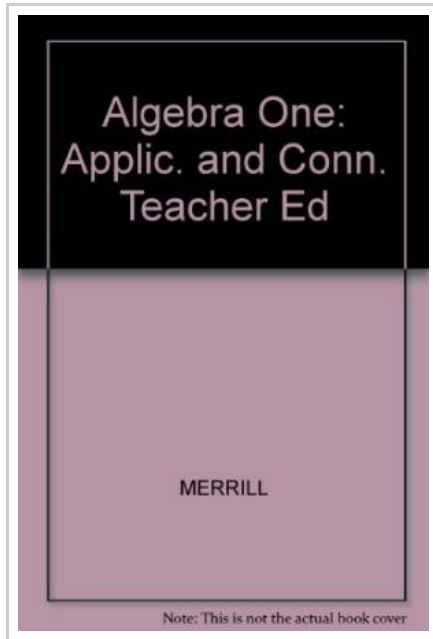 Algebra One:
Applic. and Conn.
Teacher Ed
MERRILL
Note: This is not the actual book cover